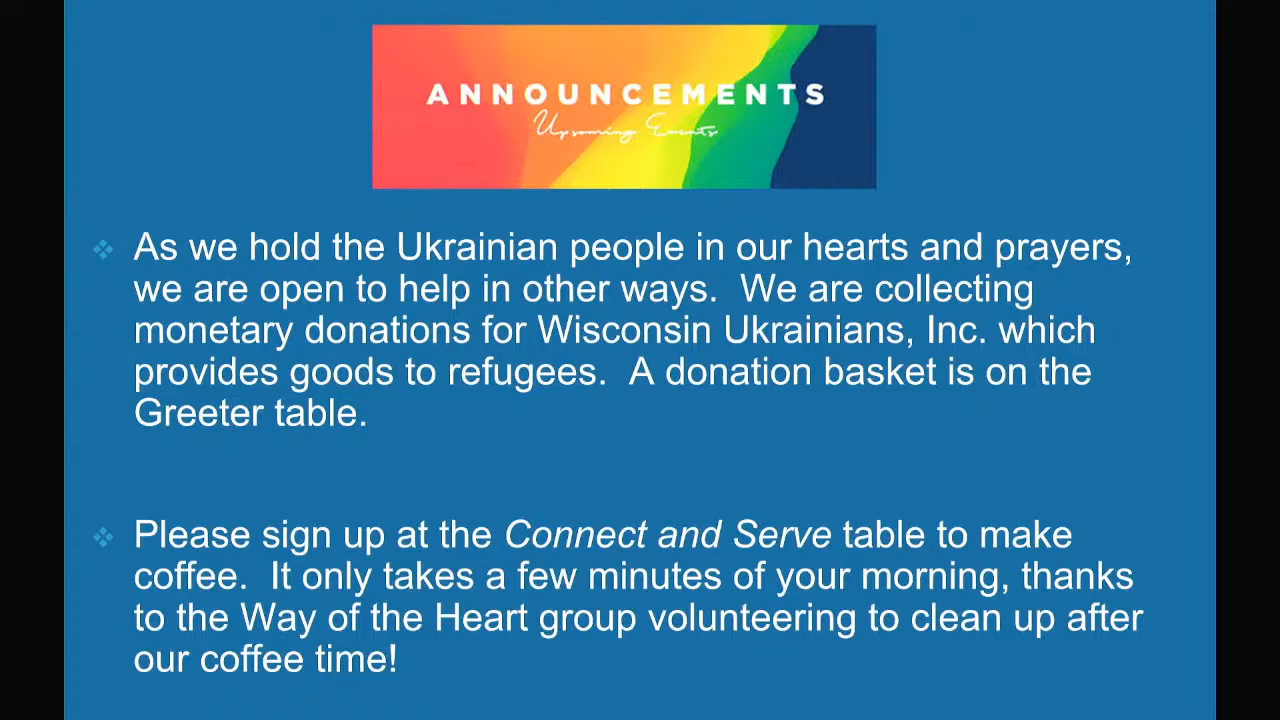 ANNOUNCEMENTS
Upcoming Events
As we hold the Ukrainian people in our hearts and prayers,
we are open to help in other ways.  We are collecting
monetary donations for Wisconsin Ukrainians, Inc. which
provides goods to refugees.  A donation basket is on the
Greeter table.
Please sign up at the Connect and Serve table to make
coffee.  It only takes a few minutes of your morning, thanks
to the Way of the Heart group volunteering to clean up after
our coffee time!